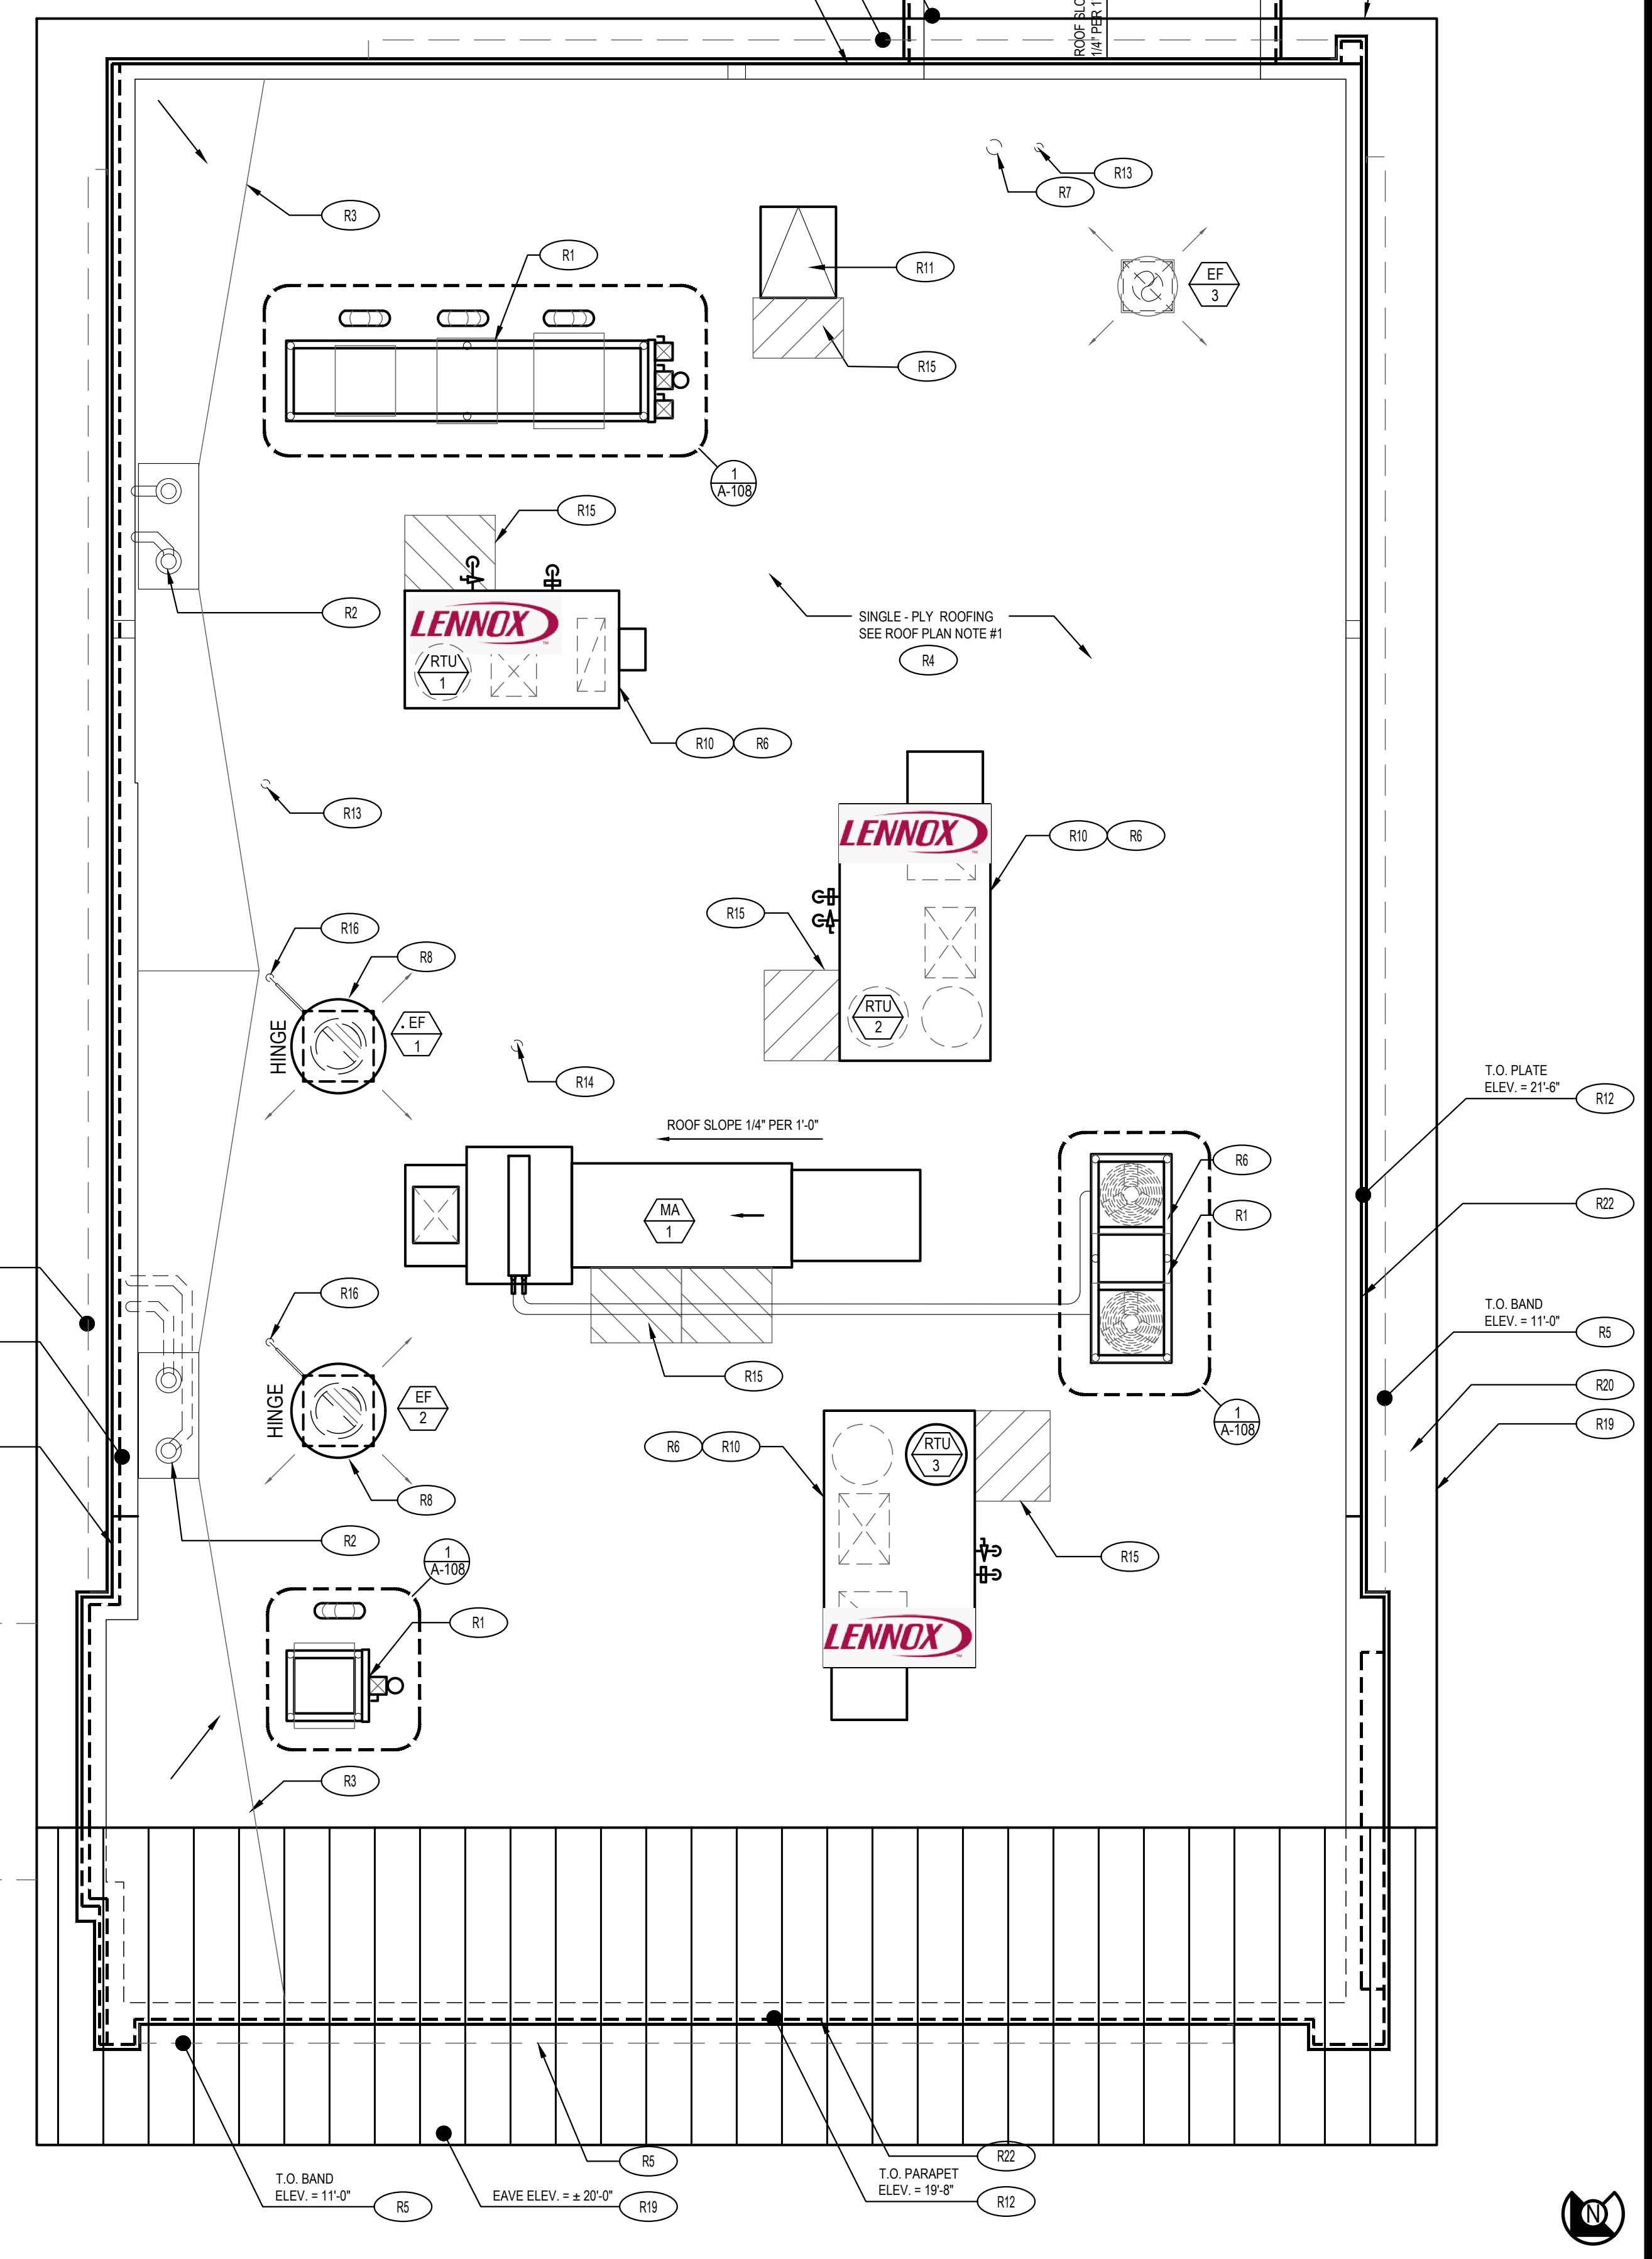 ROOF SLO
1/4" PER 1'
R13
R7
R3
R1
R11
EF
3
R15
1
A-108
R15
R2
LENNOX™
RTU
1
SINGLE - PLY ROOFING
SEE ROOF PLAN NOTE #1
R4
R10
R6
R13
LENNOX™
R10
R6
R15
R16
R8
HINGE
. EF
1
RTU
2
R14
T.O. PLATE
ELEV. = 21'-6"
R12
ROOF SLOPE 1/4" PER 1'-0"
R6
R1
MA
1
R22
R16
T.O. BAND
ELEV. = 11'-0"
R5
R15
HINGE
EF
2
R20
1
A-108
R19
R6
R10
RTU
3
R8
R2
1
A-108
R15
R1
LENNOX™
R3
R22
R5
T.O. BAND
ELEV. = 11'-0"
R5
EAVE ELEV. = ± 20'-0"
R19
T.O. PARAPET
ELEV. = 19'-8"
R12
N